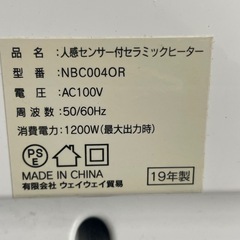 品名:人感センサー付セラミックヒーター
型番:NBC004OR
電圧:AC100V
周波数:50/60Hz
消費電力:1200W(最大出力時)
PSE
MADE IN CHINA
有限会社 ウェイウェイ貿易
19年製